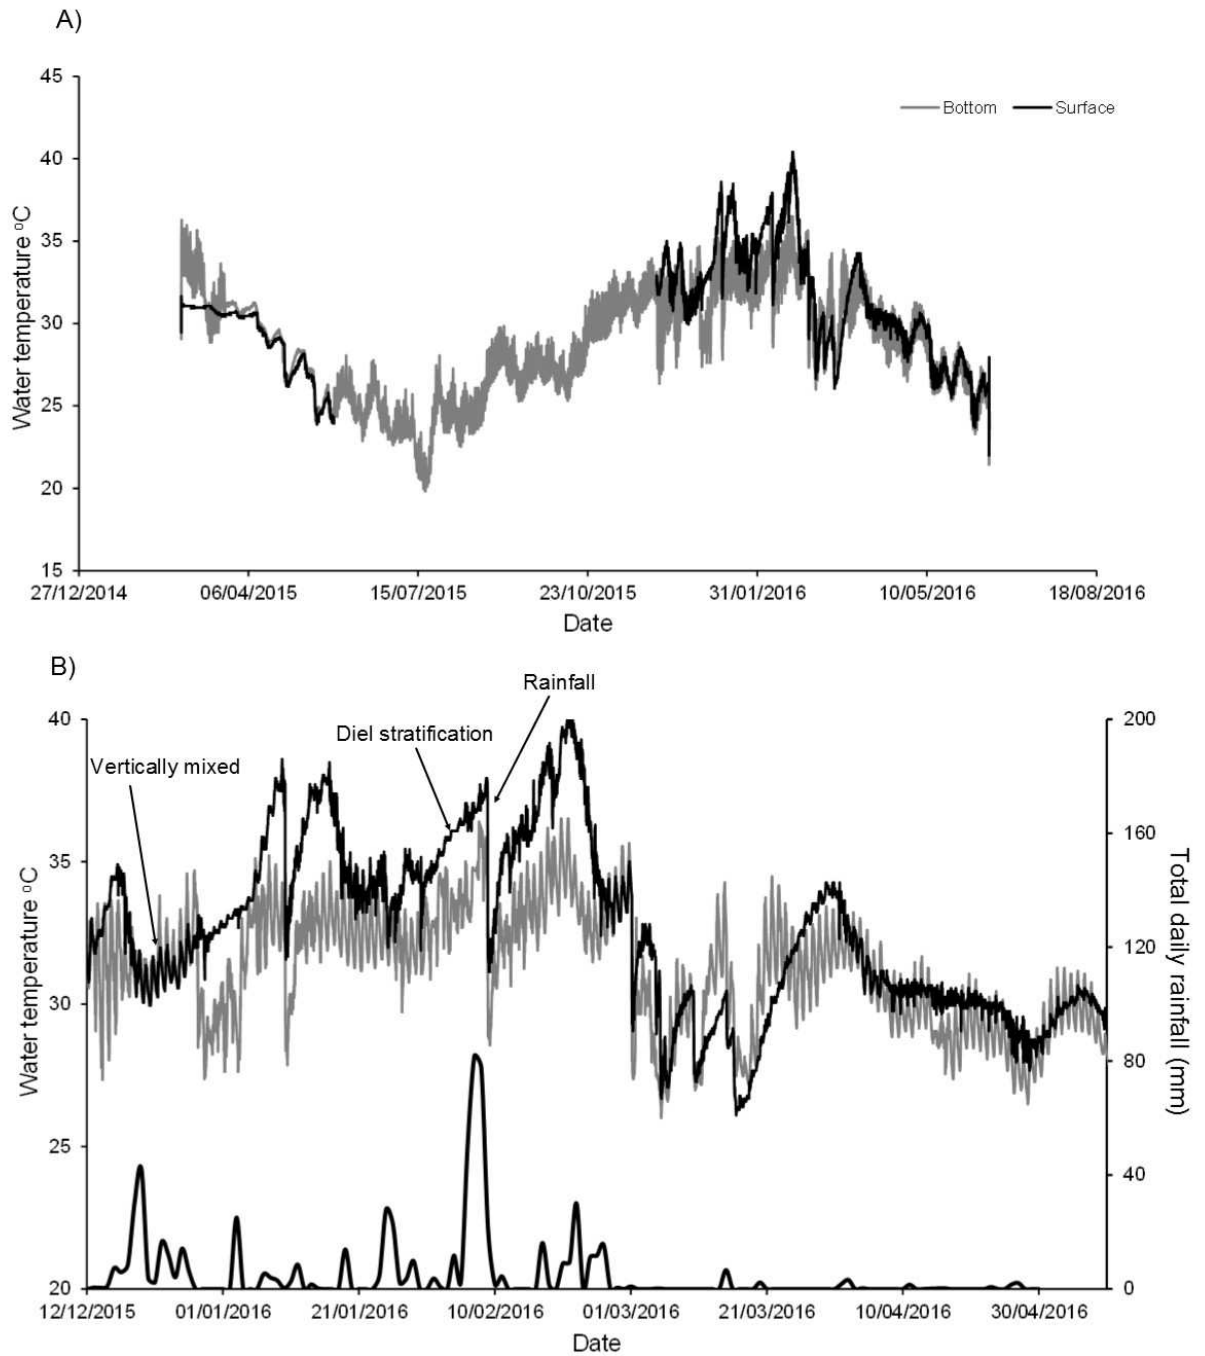 A)
45
40
35
30
25
20
15
Water temperature ºC
Bottom
Surface
27/12/2014
06/04/2015
15/07/2015
23/10/2015
31/01/2016
10/05/2016
18/08/2016
Date
B)
Rainfall
Diel stratification
Vertically mixed
40
35
30
25
20
Water temperature ºC
200
160
120
80
40
0
Total daily rainfall (mm)
12/12/2015
01/01/2016
21/01/2016
10/02/2016
01/03/2016
21/03/2016
10/04/2016
30/04/2016
Date